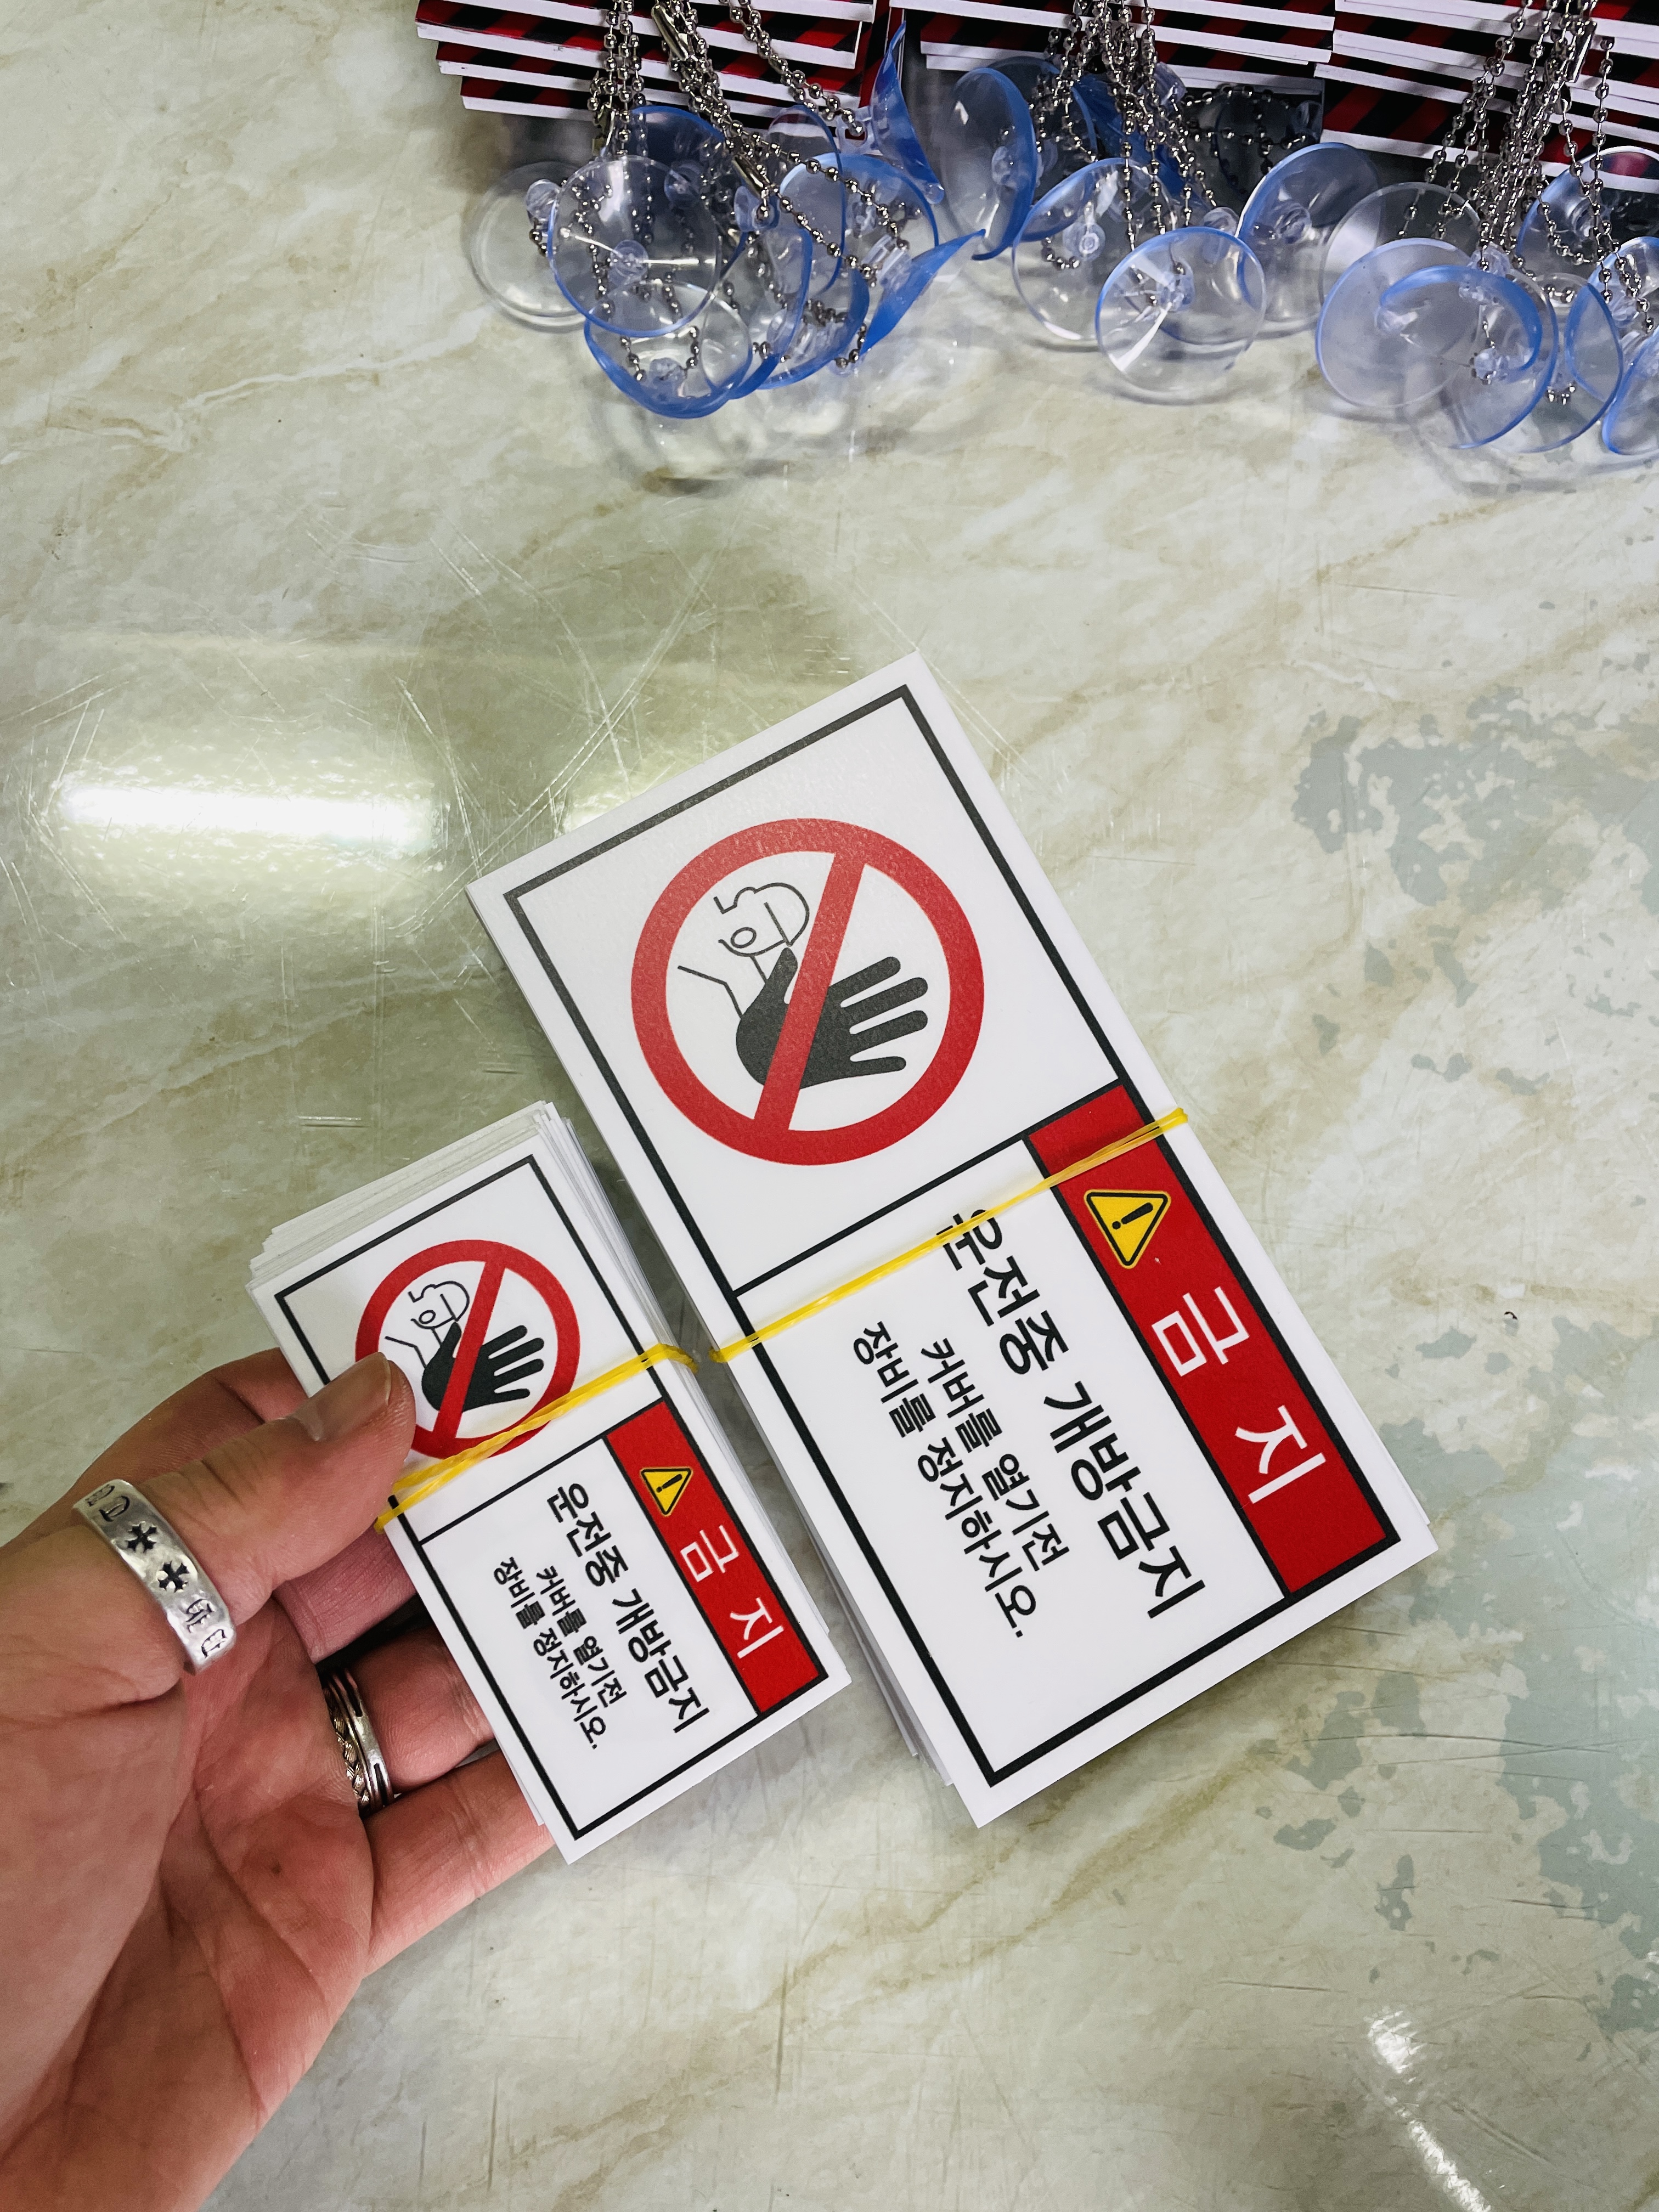 금지
운전중 개방금지
커버를 열기전
장비를 정지하시오.
금지
운전중 개방금지
커버를 열기전
장비를 정지하시오.